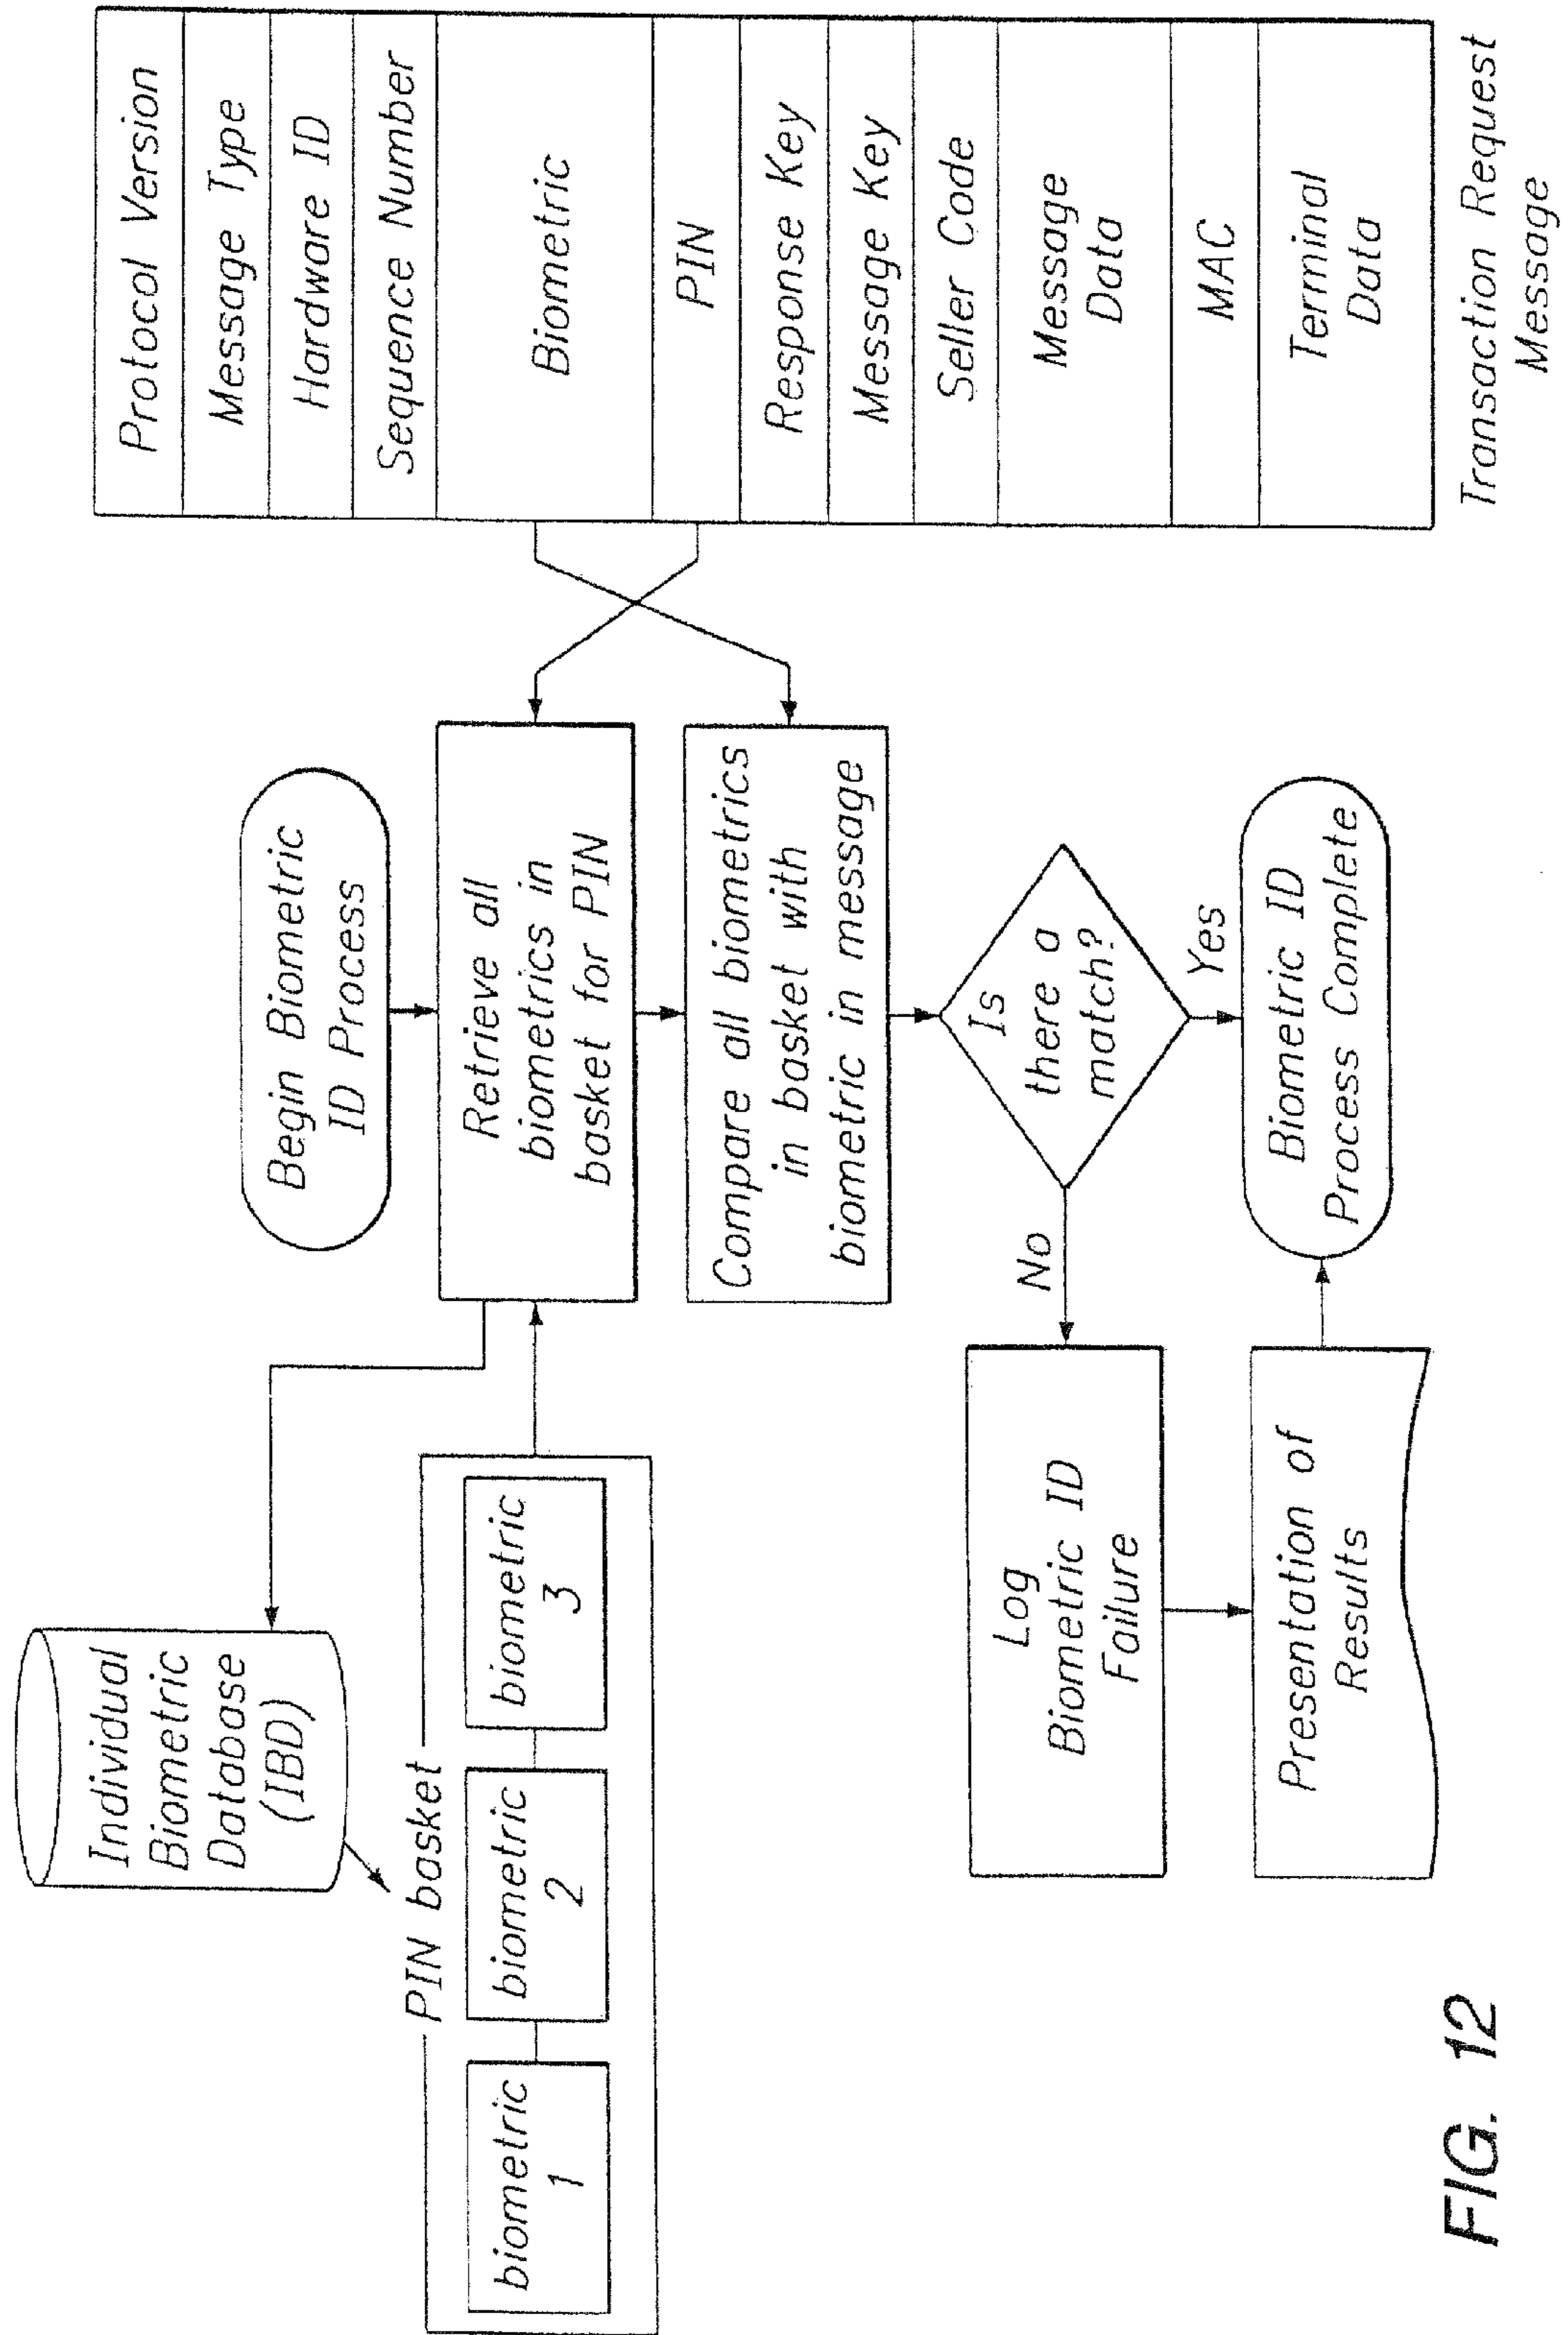 Individual
Biometric
Database
(IBD)
PIN basket
biometric
1
biometric
2
biometric
3
Begin Biometric
ID Process
Retrieve all
biometrics in
basket for PIN
Compare all biometrics
in basket with
biometric in message
Is
there a
match?
No
Yes
Log
Biometric ID
Failure
Presentation of
Results
Biometric ID
Process Complete
Protocol Version
Message Type
Hardware ID
Sequence Number
Biometric
PIN
Response Key
Message Key
Seller Code
Message
Data
MAC
Terminal
Data
Transaction Request
Message
FIG. 12